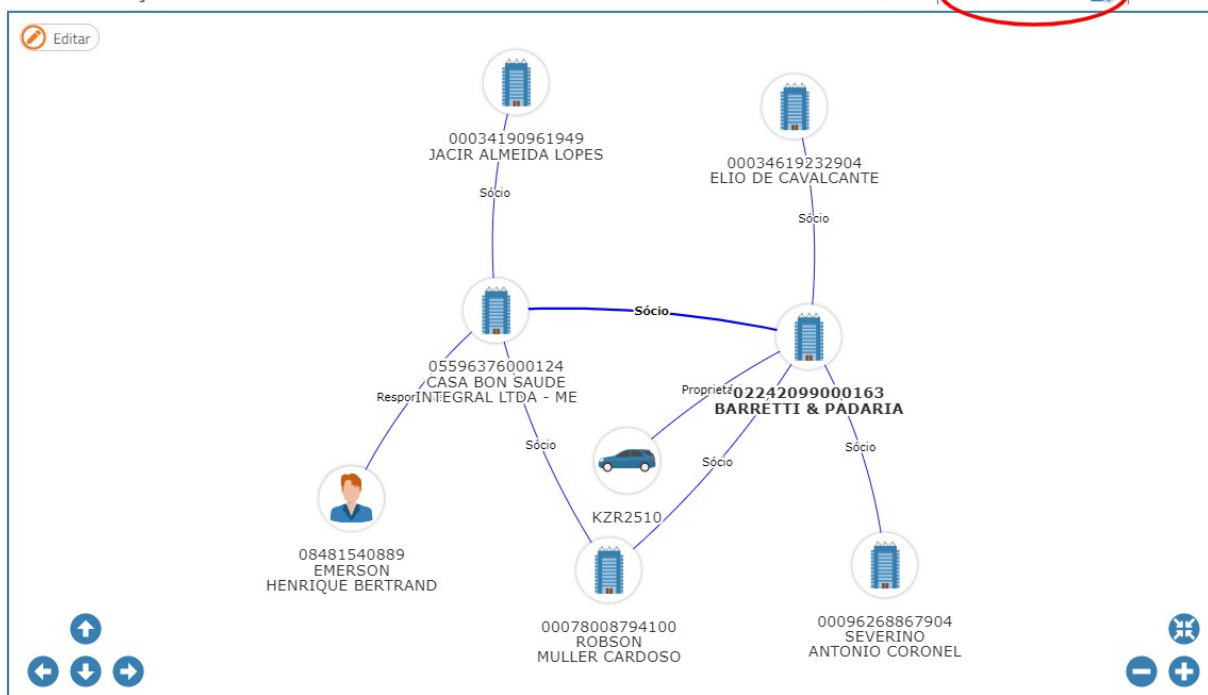 Editar
00034190961949
JACIR ALMEIDA LOPES
00034619232904
ELIO DE CAVALCANTE
Sócio
Sócio
Sócio
05596376000124
CASA BON SAUDE
INTEGRAL LTDA - ME
Proprietá
02242099000163
BARRETTI & PADARIA
Sócio
Sócio
Sócio
KZR2510
08481540889
EMERSON
HENRIQUE BERTRAND
00078008794100
ROBSON
MULLER CARDOSO
00096268867904
SEVERINO
ANTONIO CORONEL